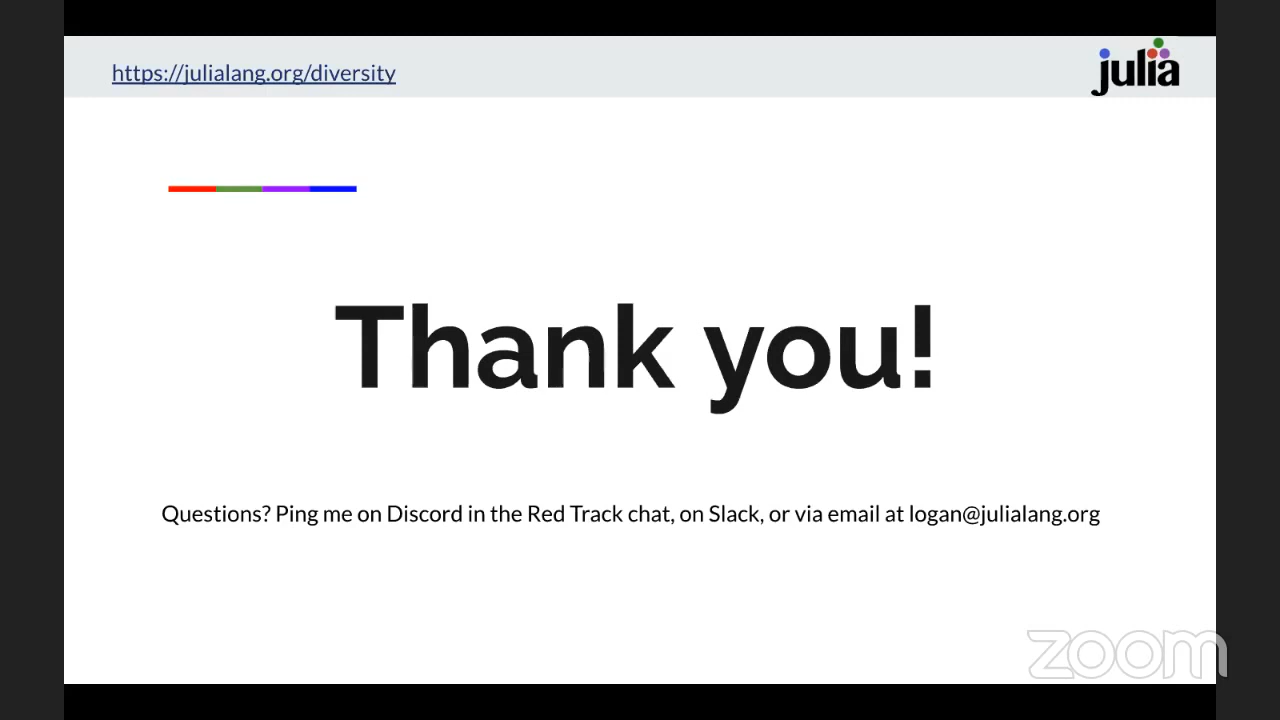 https://julialang.org/diversity
julia
Thank you!
Questions? Ping me on Discord in the Red Track chat, on Slack, or via email at logan@julialang.org
zoom